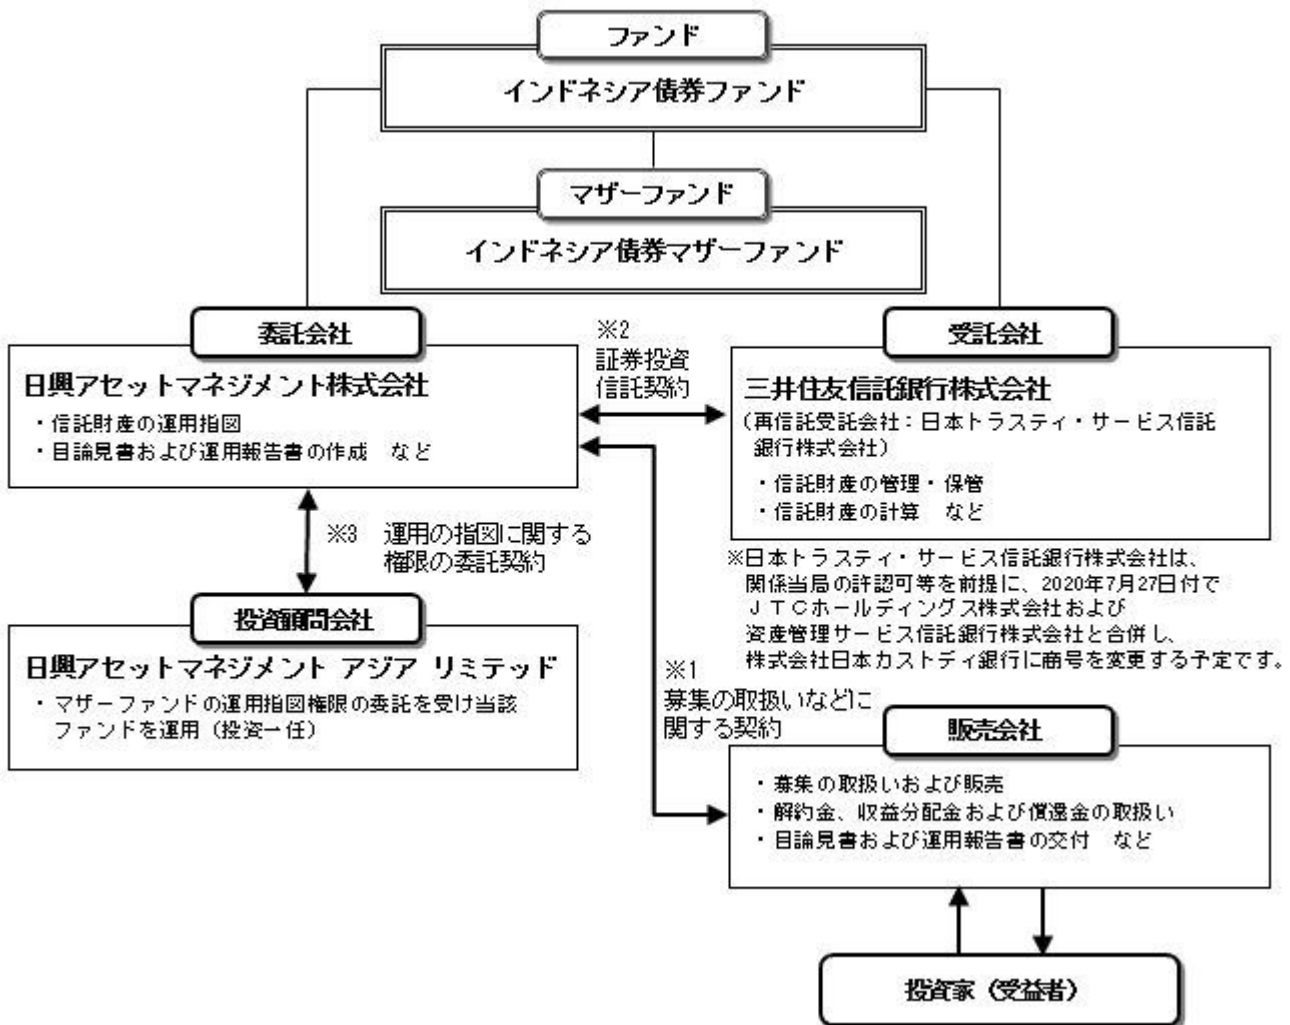 ファンド
インドネシア債券ファンド
マザーファンド
インドネシア債券マザーファンド
委託会社
日興アセットマネジメント株式会社
・信託財産の運用指図
・目論見書および運用報告書の作成　など
※2
証券投資
信託契約
受託会社
三井住友信託銀行株式会社
（再信託受託会社：日本トラスティ・サービス信託
銀行株式会社）
・信託財産の管理・保管
・信託財産の計算　など
※日本トラスティ・サービス信託銀行株式会社は、
関係当局の許認可等を前提に、2020年7月27日付で
ＪＴＣホールディングス株式会社および
資産管理サービス信託銀行株式会社と合併し、
株式会社日本カストディ銀行に商号を変更する予定です。
※3　運用の指図に関する
権限の委託契約
投資顧問会社
日興アセットマネジメント アジア リミテッド
・マザーファンドの運用指図権限の委託を受け当該
ファンドを運用（投資一任）
※1
募集の取扱いなどに
関する契約
販売会社
・募集の取扱いおよび販売
・解約金、収益分配金および償還金の取扱い
・目論見書および運用報告書の交付　など
投資家（受益者）